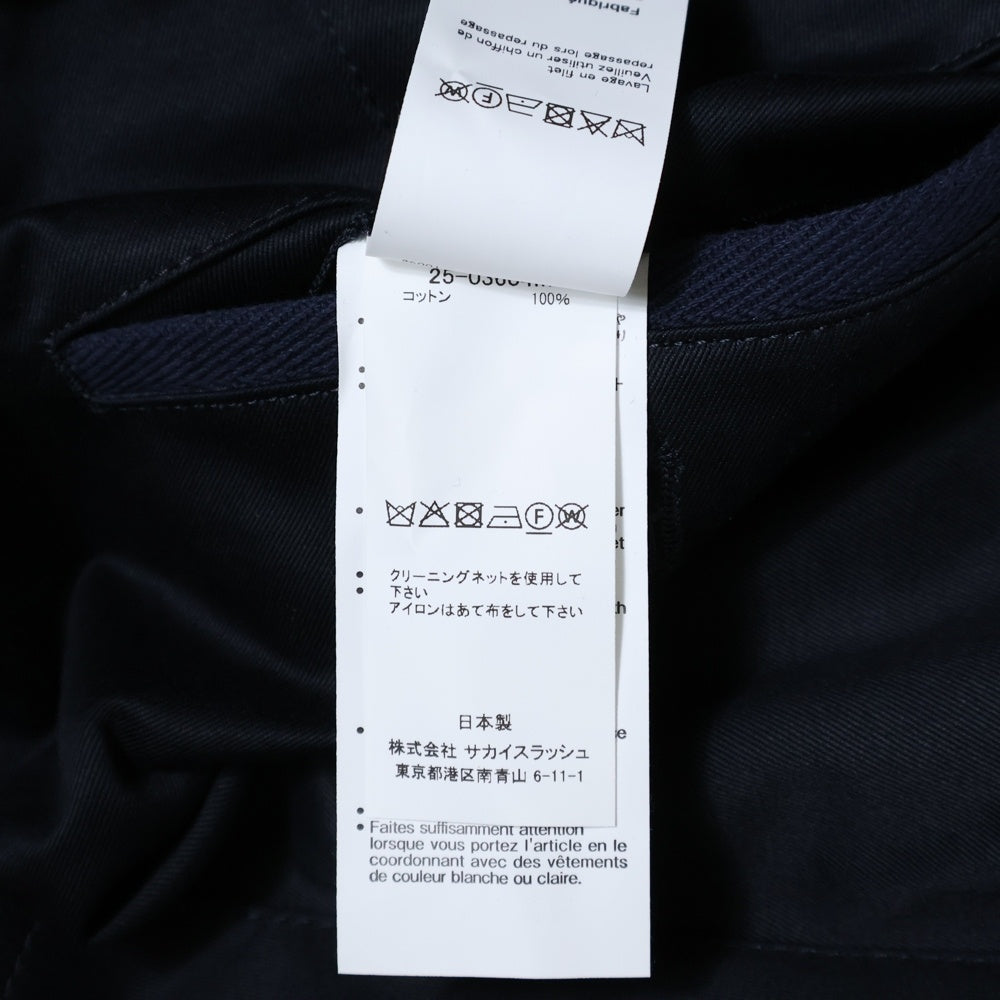 Fabriqué
Lavage en filet
Veuillez utiliser un chiffon de
repassage lors du repassage
コットン 100%
クリーニングネットを使用して
下さい
アイロンはあて布をして下さい
日本製
株式会社 サカイスラッシュ
東京都港区南青山 6-11-1
• Faites suffisamment attention
lorsque vous portez l'article en le
coordonnant avec des vêtements
de couleur blanche ou claire.